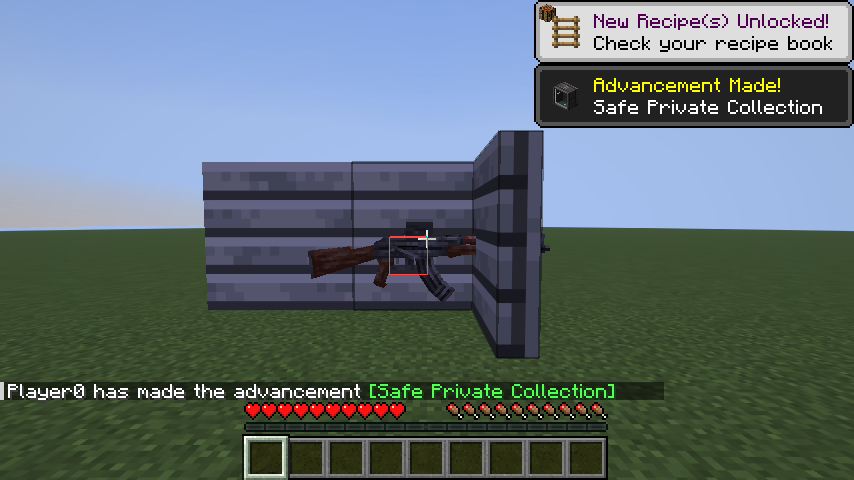 New Recipe(s) Unlocked!
Check your recipe book
Advancement Made!
Safe Private Collection
Player0 has made the advancement [Safe Private Collection]